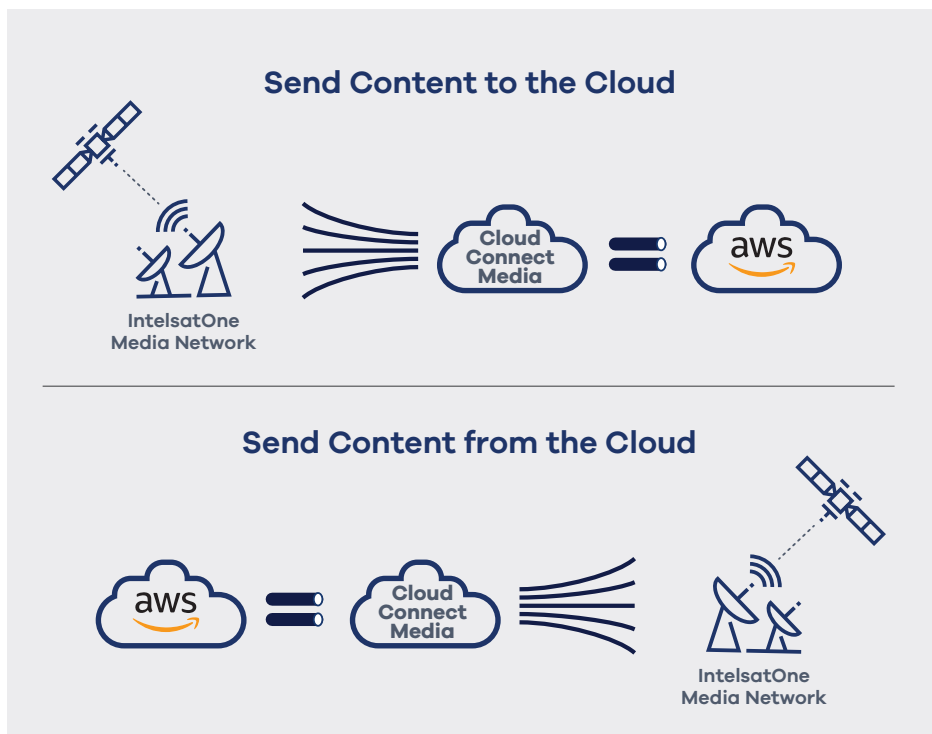 Send Content to the Cloud
Cloud
Connect
Media
aws
IntelsatOne
Media Network
Send Content from the Cloud
aws
Cloud
Connect
Media
IntelsatOne
Media Network